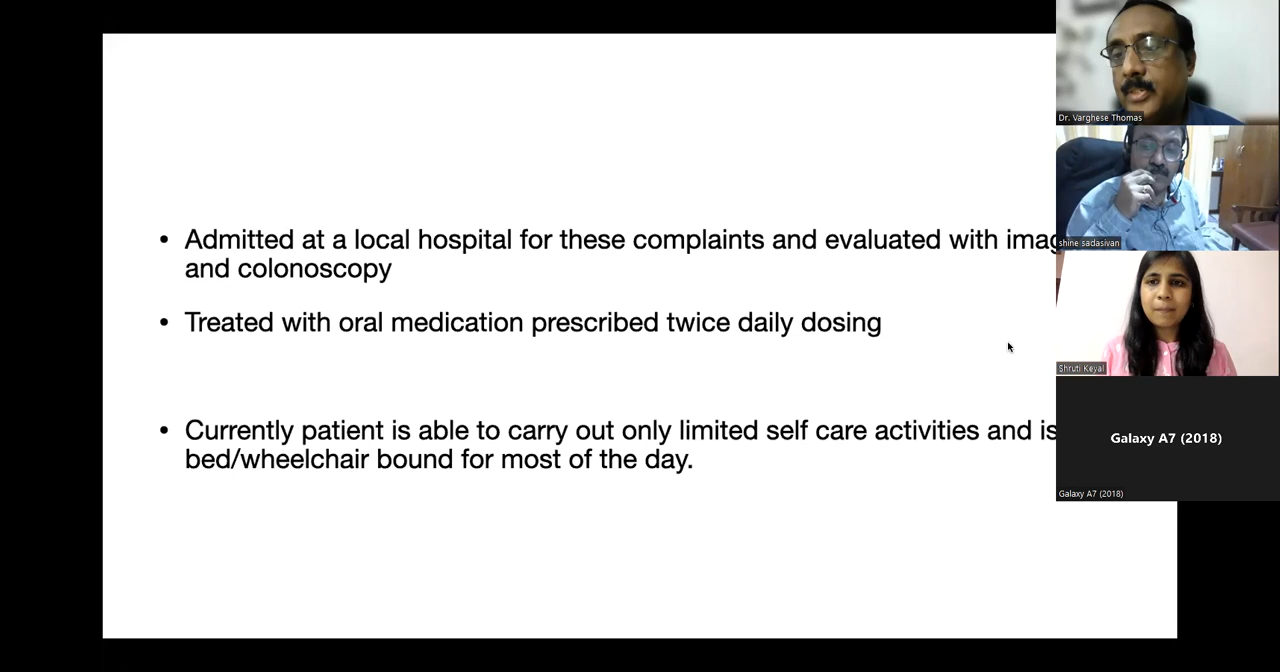 • Admitted at a local hospital for these complaints and evaluated with imag
and colonoscopy
• Treated with oral medication prescribed twice daily dosing
• Currently patient is able to carry out only limited self care activities and is
bed/wheelchair bound for most of the day.
Dr. Varghese Thomas
shine sadasivan
Shruti Keyal
Galaxy A7 (2018)
Galaxy A7 (2018)